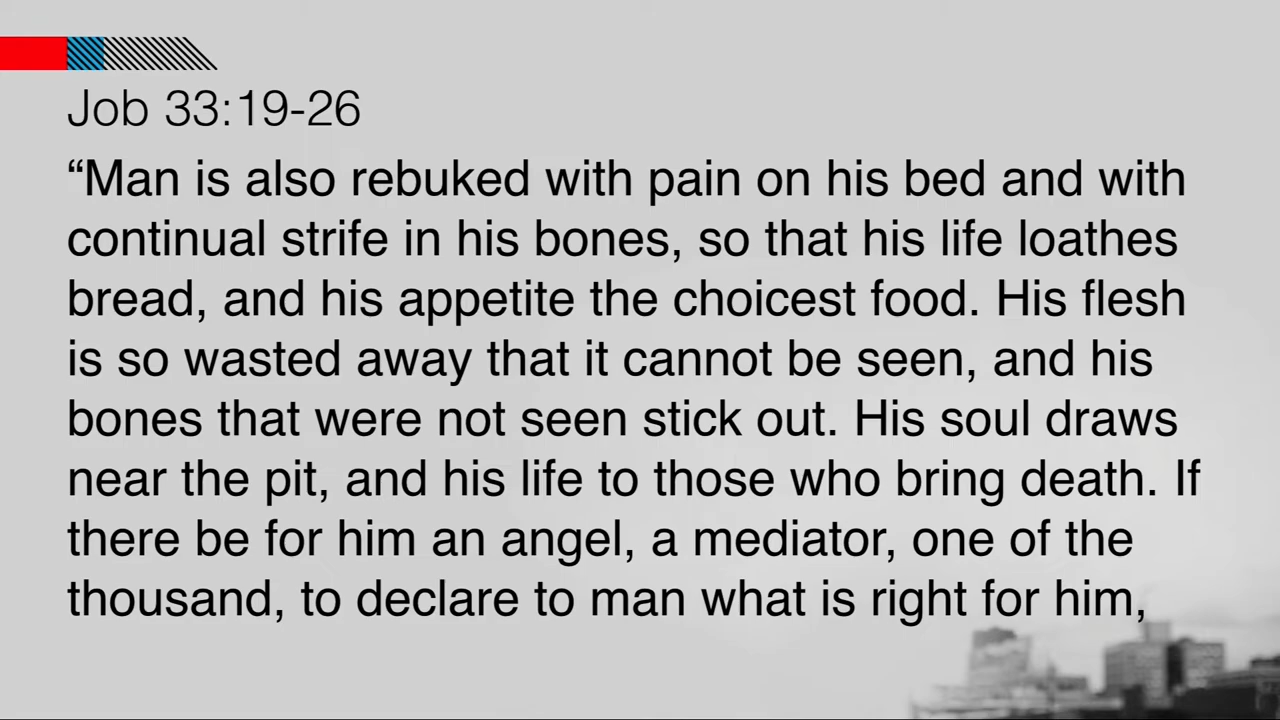 Job 33:19-26
“Man is also rebuked with pain on his bed and with
continual strife in his bones, so that his life loathes
bread, and his appetite the choicest food. His flesh
is so wasted away that it cannot be seen, and his
bones that were not seen stick out. His soul draws
near the pit, and his life to those who bring death. If
there be for him an angel, a mediator, one of the
thousand, to declare to man what is right for him,